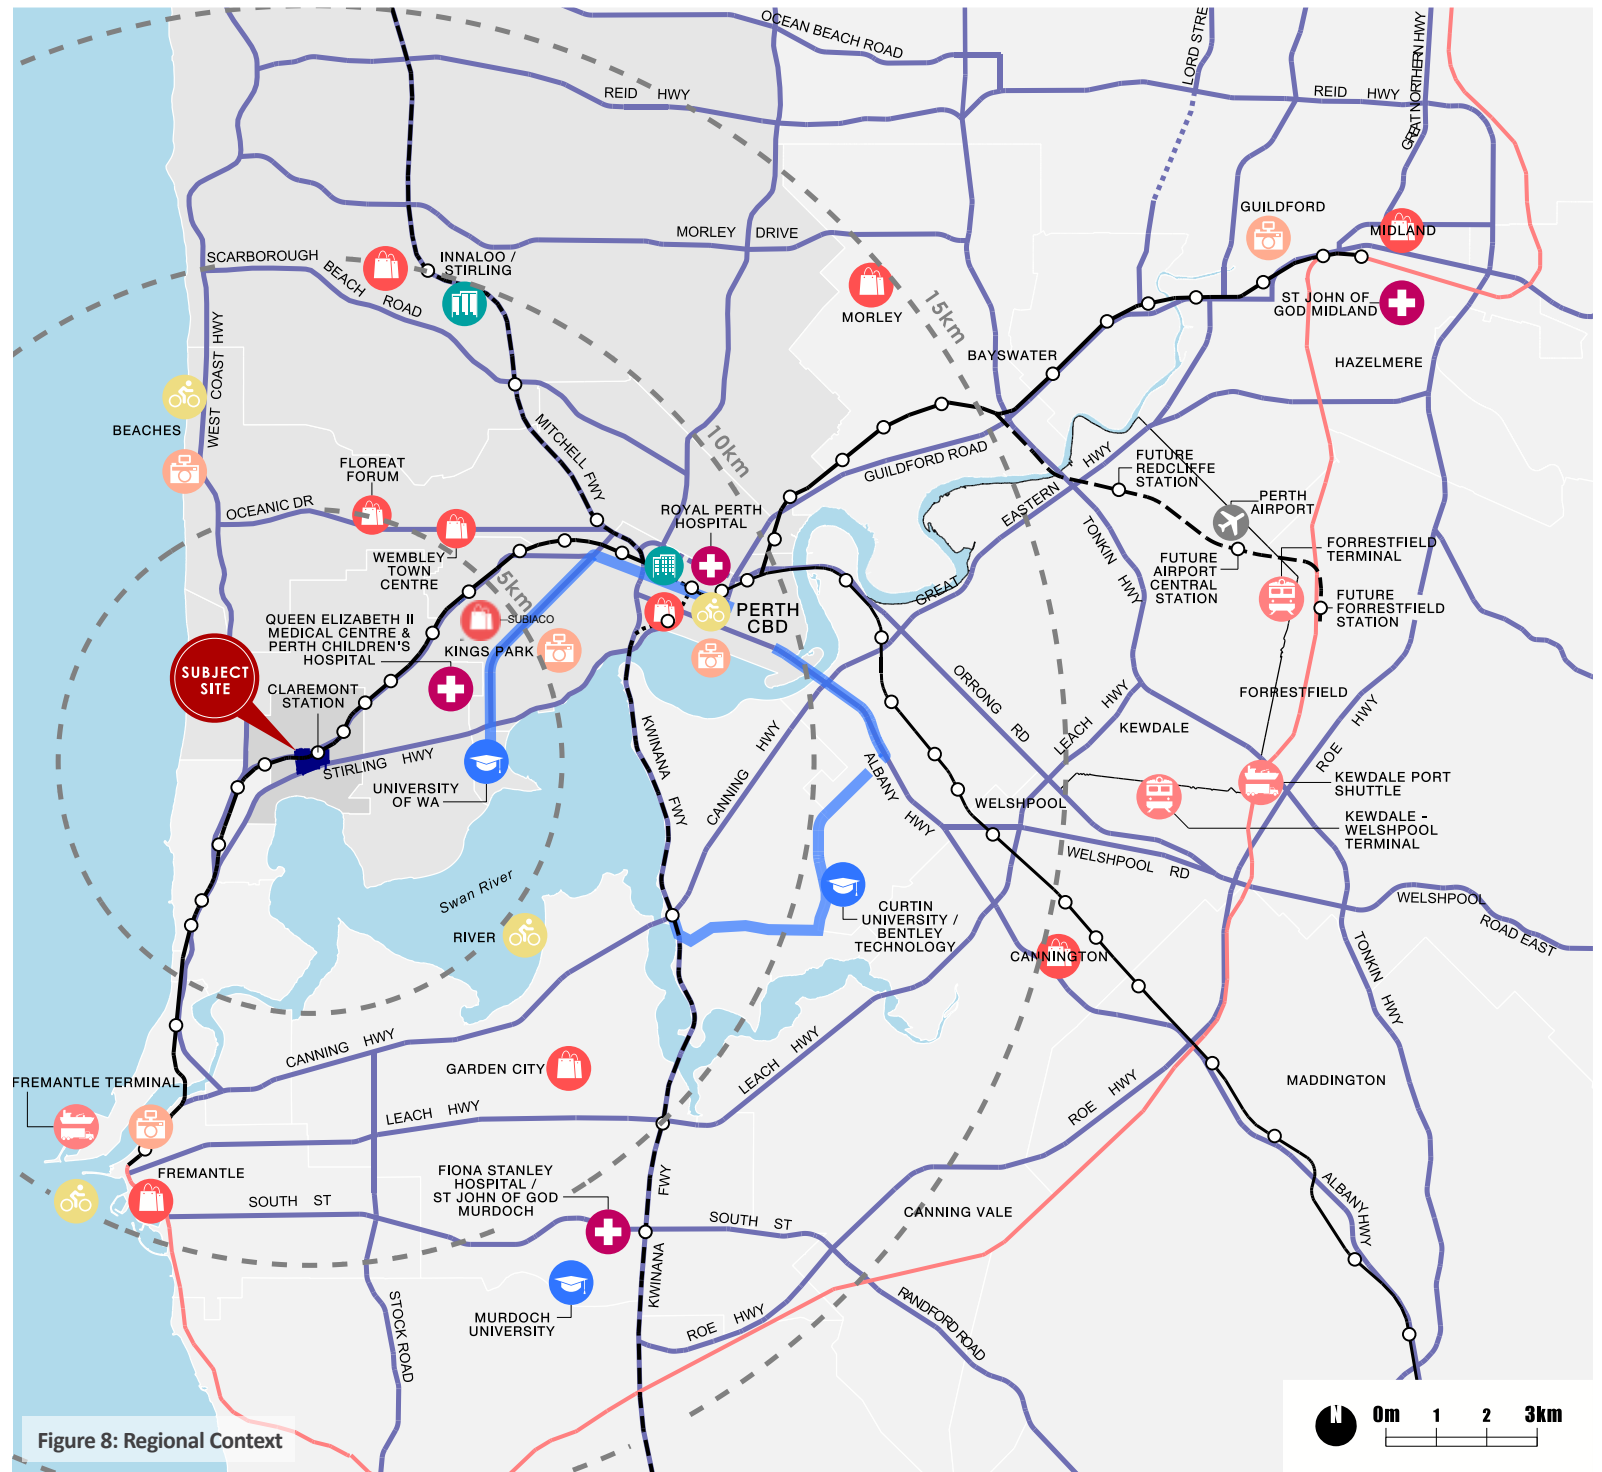 OCEAN BEACH ROAD
LORD STRE
GREAT NORTHERN HWY
REID HWY
REID HWY
GUILDFORD
MIDLAND
MORLEY DRIVE
SCARBOROUGH
BEACH ROAD
INNALOO /
STIRLING
ST JOHN OF
GOD MIDLAND
MORLEY
15km
BAYSWATER
HAZELMERE
WEST COAST HWY
BEACHES
MITCHELL FWY
10km
FLOREAT
FORUM
GUILDFORD ROAD
EASTERN HWY
FUTURE
REDCLIFFE
STATION
PERTH
AIRPORT
OCEANIC DR
ROYAL PERTH
HOSPITAL
TONKIN HWY
WEMBLEY
TOWN
CENTRE
5km
FORRESTFIELD
TERMINAL
FUTURE
AIRPORT
CENTRAL
STATION
GREAT
FUTURE
FORRESTFIELD
STATION
PERTH
CBD
QUEEN ELIZABETH II
MEDICAL CENTRE &
PERTH CHILDREN'S
HOSPITAL
SUBIACO
KINGS PARK
SUBJECT
SITE
CLAREMONT
STATION
ORRONG RD
LEACH HWY
FORRESTFIELD
KEWDALE
ROE HWY
KWINANA FWY
CANNING HWY
ALBANY HWY
STIRLING HWY
UNIVERSITY
OF WA
KEWDALE PORT
SHUTTLE
WELSHPOOL
KEWDALE -
WELSHPOOL
TERMINAL
WELSHPOOL RD
WELSHPOOL
ROAD EAST
Swan River
RIVER
CURTIN
UNIVERSITY /
BENTLEY
TECHNOLOGY
CANNINGTON
TONKIN HWY
CANNING HWY
GARDEN CITY
LEACH HWY
MADDINGTON
FREMANTLE TERMINAL
LEACH HWY
ROE HWY
FREMANTLE
FIONA STANLEY
HOSPITAL /
ST JOHN OF GOD
MURDOCH
FWY
SOUTH ST
SOUTH ST
CANNING VALE
ALBANY HWY
KWINANA
MURDOCH
UNIVERSITY
STOCK ROAD
ROE HWY
RANDFORD ROAD
Figure 8: Regional Context
N
0m 1 2 3km